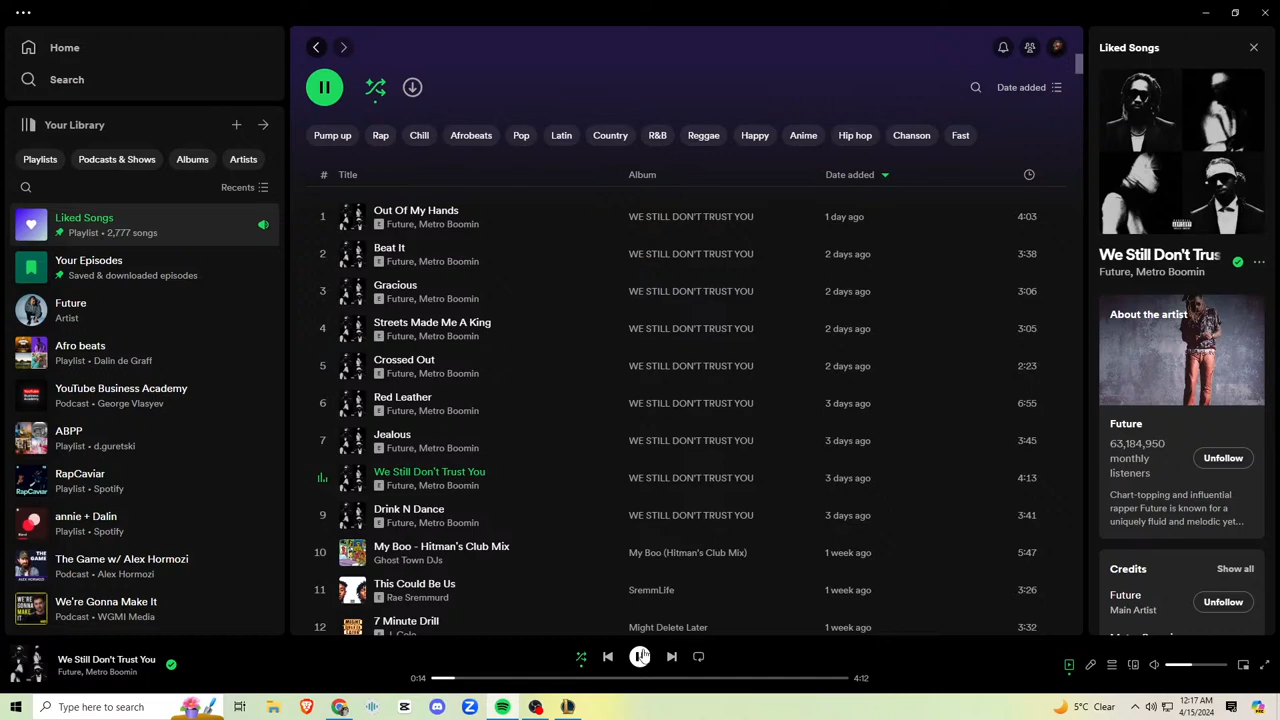 Home
Search
Your Library
Playlists
Podcasts & Shows
Albums
Artists
Recents
Liked Songs
Playlist • 2,777 songs
Your Episodes
Saved & downloaded episodes
Future
Artist
Afro beats
Playlist • Dalin de Graff
YouTube Business Academy
Podcast • George Vlasyev
ABPP
Playlist • d.guretski
RapCaviar
Playlist • Spotify
annie + Dalin
Playlist • Spotify
The Game w/ Alex Hormozi
Podcast • Alex Hormozi
We're Gonna Make It
Podcast • WGMI Media
Date added
Pump up
Rap
Chill
Afrobeats
Pop
Latin
Country
R&B
Reggae
Happy
Anime
Hip hop
Chanson
Fast
# Title Album Date added
1 Out Of My Hands WE STILL DON'T TRUST YOU 1 day ago 4:03
E Future, Metro Boomin
2 Beat It WE STILL DON'T TRUST YOU 2 days ago 3:38
E Future, Metro Boomin
3 Gracious WE STILL DON'T TRUST YOU 2 days ago 3:06
E Future, Metro Boomin
4 Streets Made Me A King WE STILL DON'T TRUST YOU 2 days ago 3:05
E Future, Metro Boomin
5 Crossed Out WE STILL DON'T TRUST YOU 2 days ago 2:23
E Future, Metro Boomin
6 Red Leather WE STILL DON'T TRUST YOU 3 days ago 6:55
E Future, Metro Boomin
7 Jealous WE STILL DON'T TRUST YOU 3 days ago 3:45
E Future, Metro Boomin
We Still Don't Trust You WE STILL DON'T TRUST YOU 3 days ago 4:13
E Future, Metro Boomin
9 Drink N Dance WE STILL DON'T TRUST YOU 3 days ago 3:41
E Future, Metro Boomin
10 My Boo - Hitman's Club Mix My Boo (Hitman's Club Mix) 1 week ago 5:47
Ghost Town DJs
11 This Could Be Us SremmLife 1 week ago 3:26
E Rae Sremmurd
12 7 Minute Drill Might Delete Later 1 week ago 3:32
E J. Cole
Liked Songs
We Still Don't Trus
Future, Metro Boomin
About the artist
Future
63,184,950
monthly
listeners
Unfollow
Chart-topping and influential
rapper Future is known for a
uniquely fluid and melodic yet...
Credits
Show all
Future
Main Artist
Unfollow
We Still Don't Trust You
Future, Metro Boomin
0:14
4:12
Type here to search
5°C Clear
12:17 AM
4/15/2024